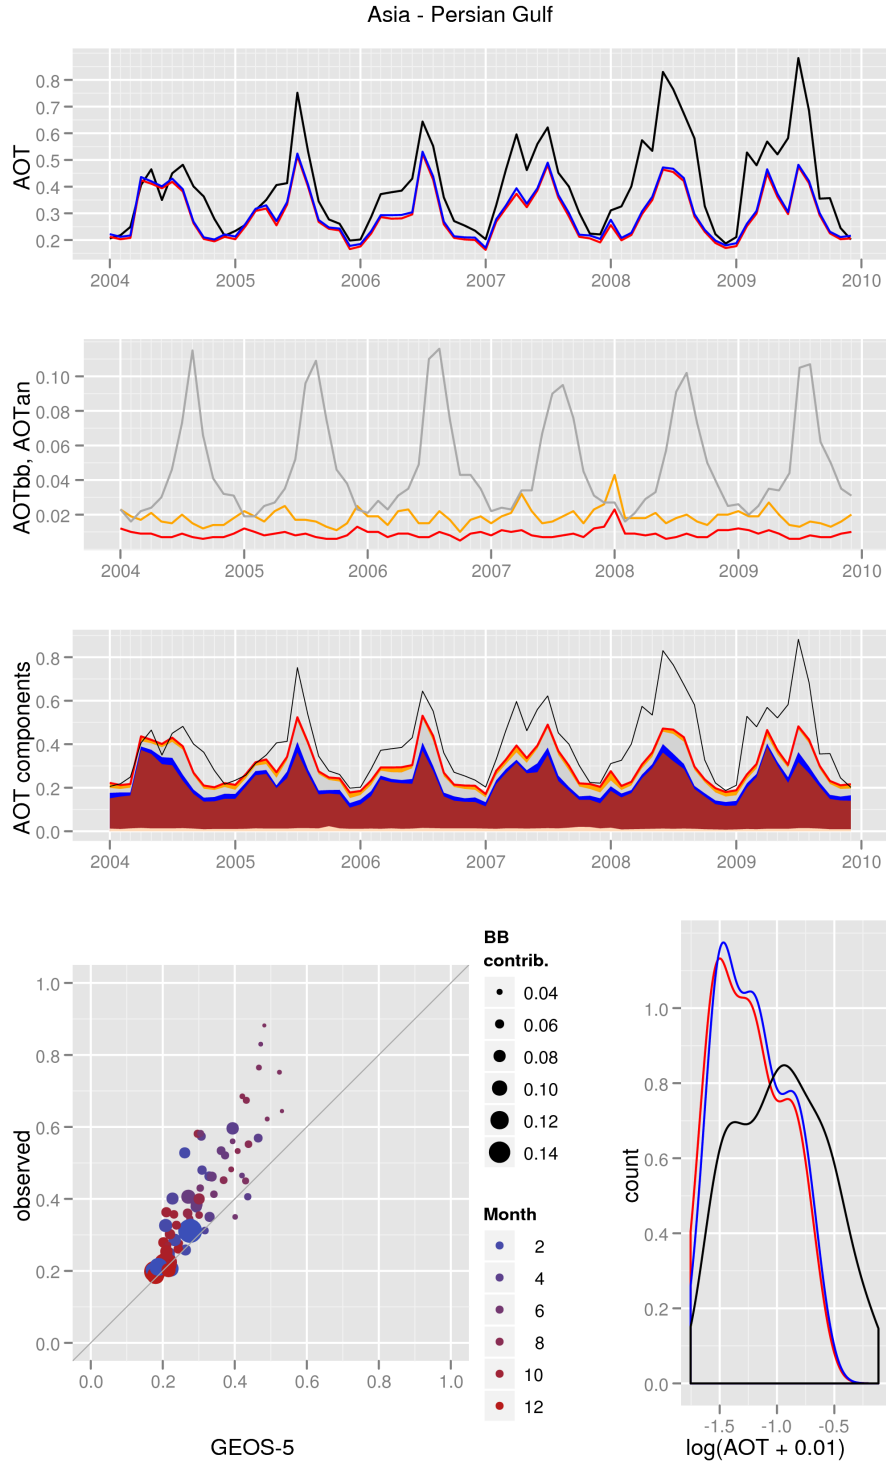 Asia - Persian Gulf
AOT
0.8
0.7
0.6
0.5
0.4
0.3
0.2
2004 2005 2006 2007 2008 2009 2010
AOTbb, AOTan
0.10
0.08
0.06
0.04
0.02
2004 2005 2006 2007 2008 2009 2010
AOT components
0.8
0.6
0.4
0.2
0.0
2004 2005 2006 2007 2008 2009 2010
observed
1.0
0.8
0.6
0.4
0.2
0.0
0.0 0.2 0.4 0.6 0.8 1.0
GEOS-5
BB
contrib.
0.04
0.06
0.08
0.10
0.12
0.14
Month
2
4
6
8
10
12
count
1.0
0.8
0.6
0.4
0.2
0.0
-1.5 -1.0 -0.5
log(AOT + 0.01)